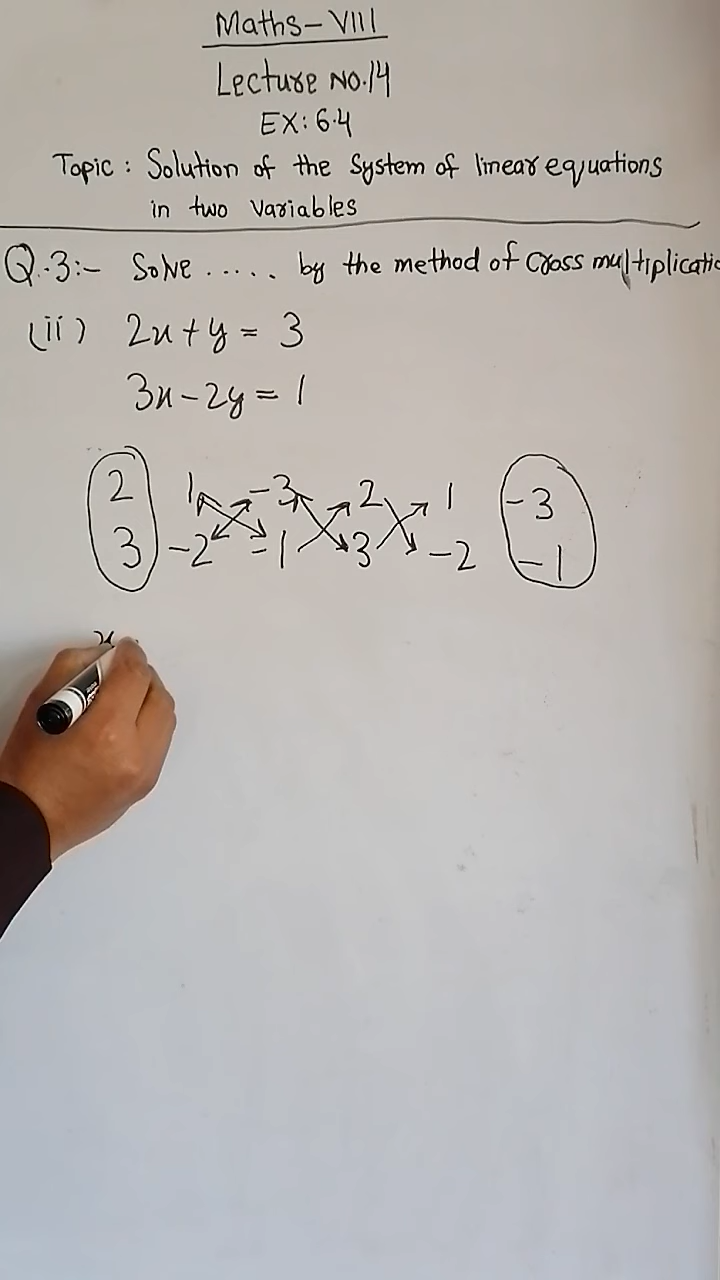 Maths-VIII
Lecture No.14
EX: 6.4
Topic: Solution of the System of linear equations
in two Variables
Q.3:- Solve ..... by the method of Cross multiplicatio
(ii) 2x+y = 3
3x-2y = 1
2 1 -3 2 1 -3
3 -2 -1 3 -2 -1
x